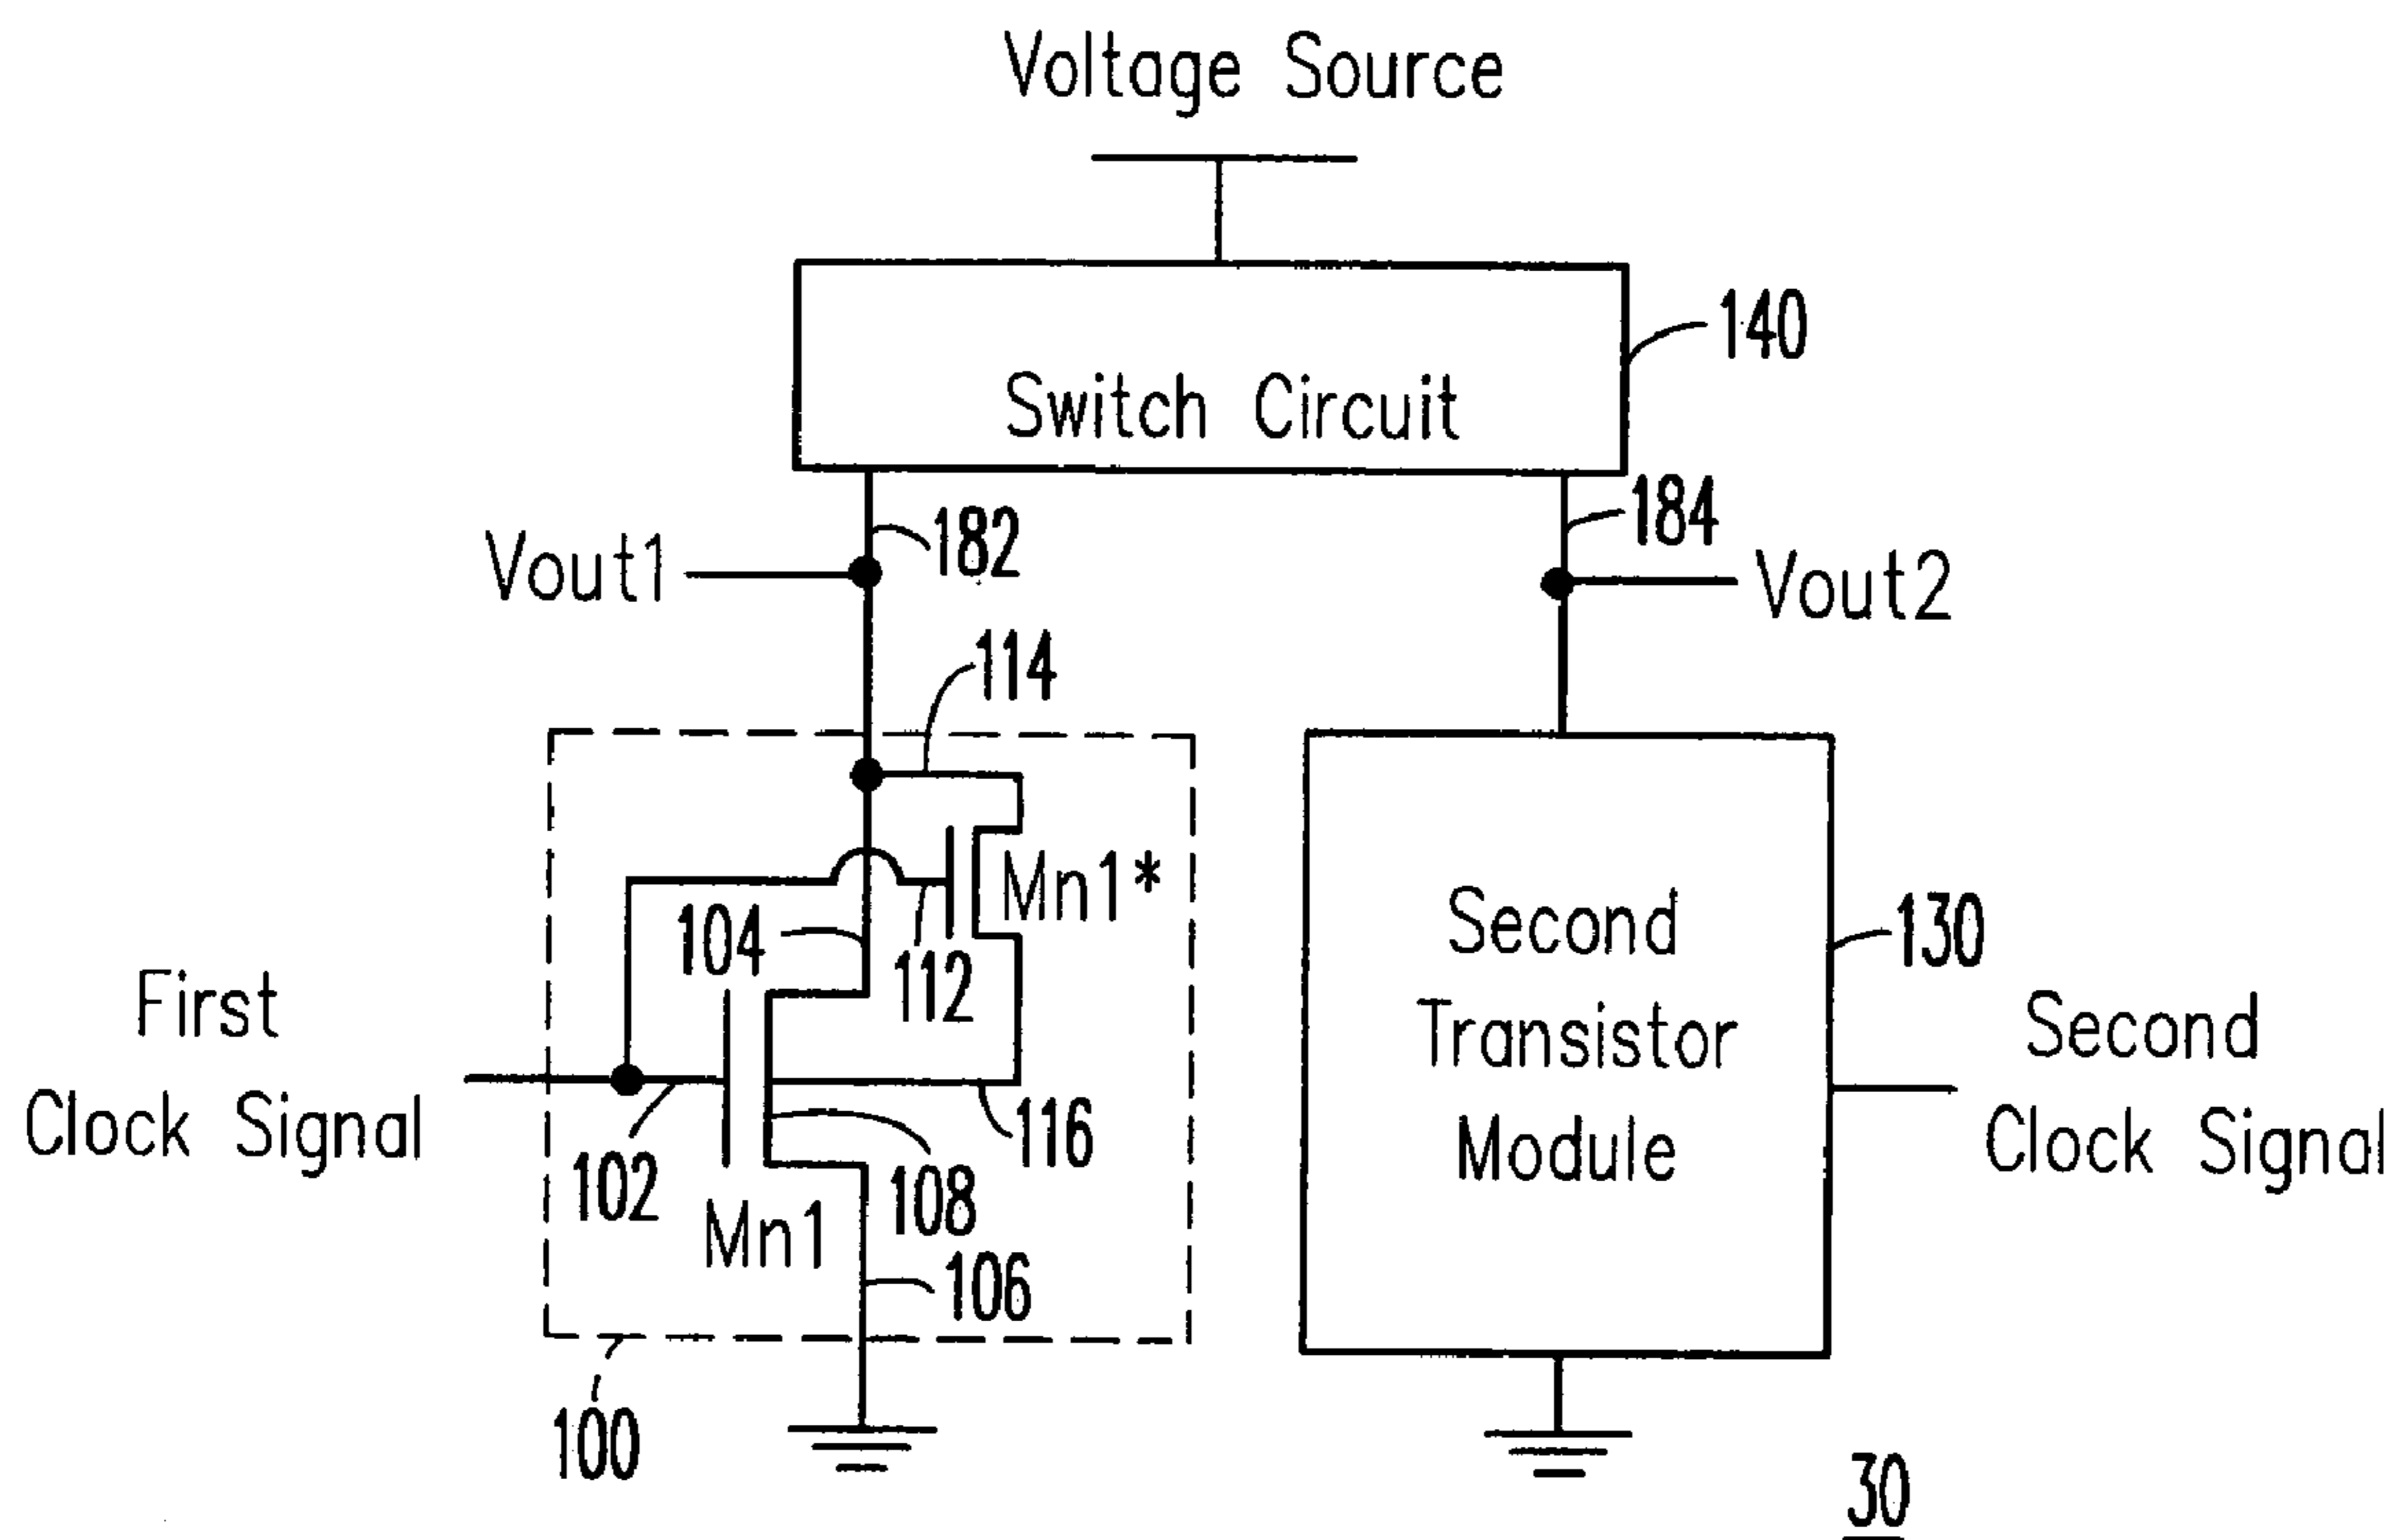 Voltage Source
140
Switch Circuit
182
184
Vout1
Vout2
114
Mn1*
104
112
First
Clock Signal
102
Mn1
108
116
106
100
Second
Transistor
Module
130
Second
Clock Signal
30